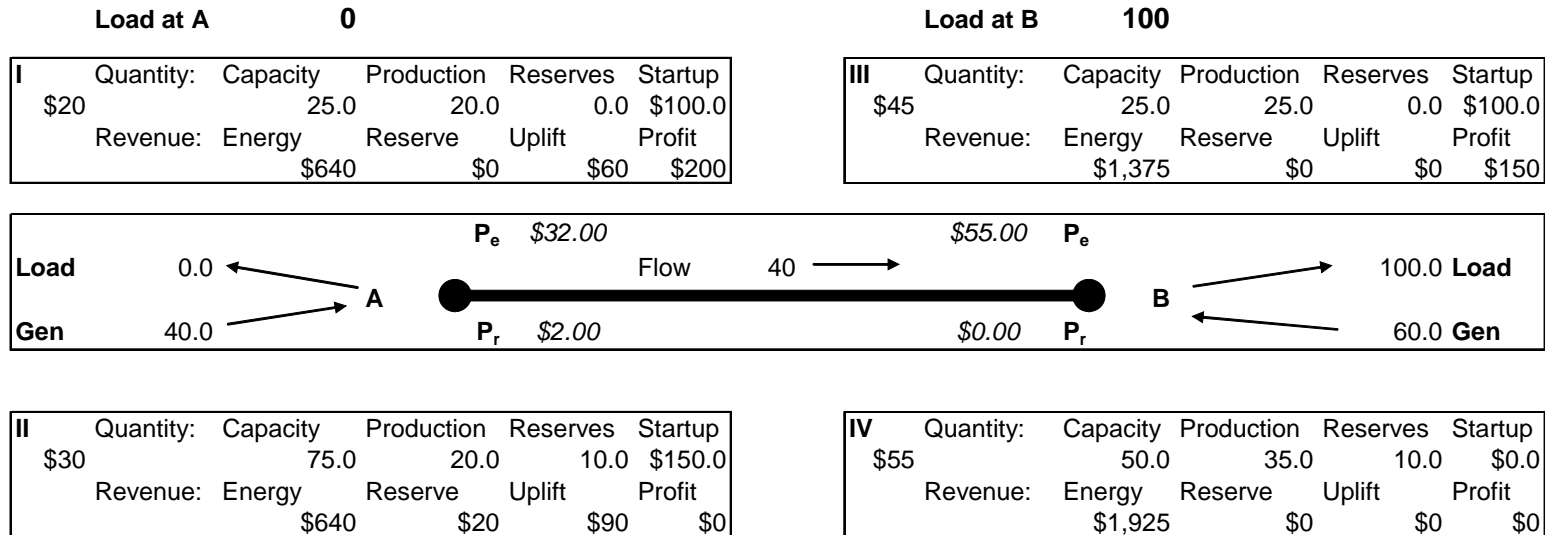 Load at A 0 Load at B 100
I Quantity: Capacity Production Reserves Startup
$20 25.0 20.0 0.0 $100.0
Revenue: Energy Reserve Uplift Profit
$640 $0 $60 $200
III Quantity: Capacity Production Reserves Startup
$45 25.0 25.0 0.0 $100.0
Revenue: Energy Reserve Uplift Profit
$1,375 $0 $0 $150
Pe $32.00 $55.00 Pe
Load 0.0 Flow 40 100.0 Load
A B
Gen 40.0 Pr $2.00 $0.00 Pr 60.0 Gen
II Quantity: Capacity Production Reserves Startup
$30 75.0 20.0 10.0 $150.0
Revenue: Energy Reserve Uplift Profit
$640 $20 $90 $0
IV Quantity: Capacity Production Reserves Startup
$55 50.0 35.0 10.0 $0.0
Revenue: Energy Reserve Uplift Profit
$1,925 $0 $0 $0